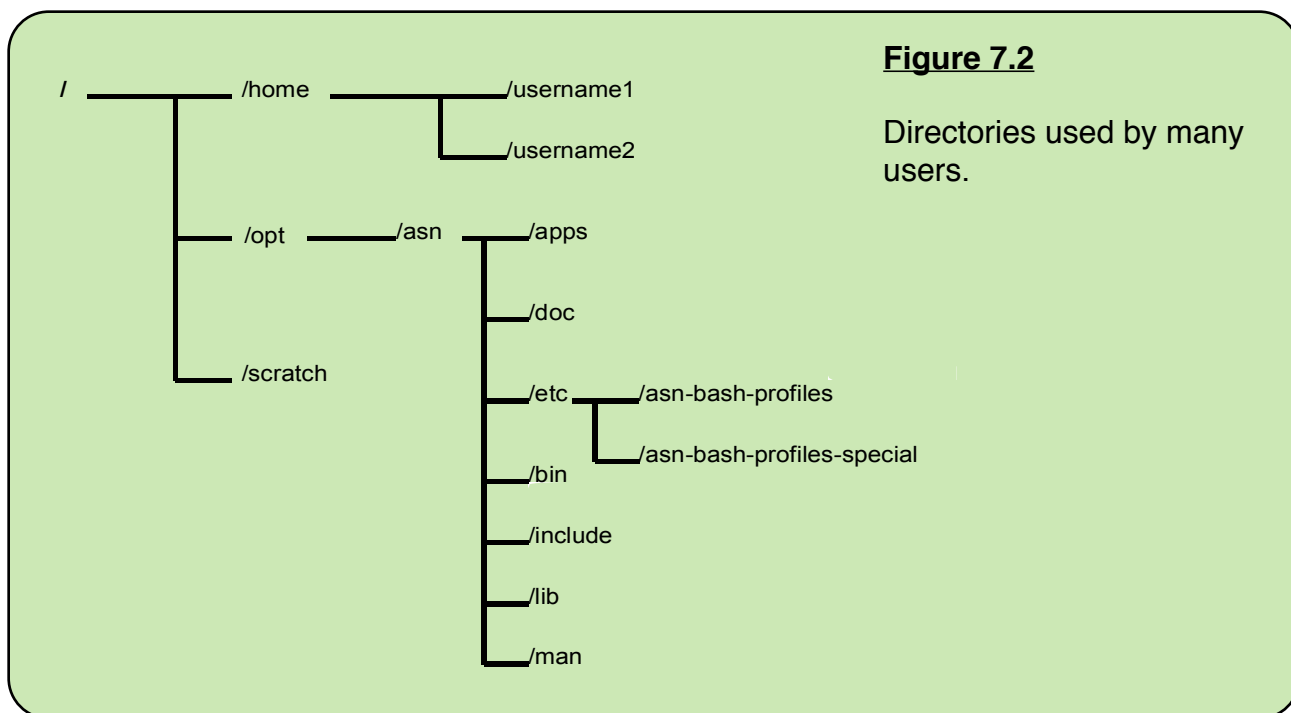 Figure 7.2
Directories used by many
users.
/ /home /username1
/username2
/opt /asn /apps
/doc
/scratch
/etc /asn-bash-profiles
/asn-bash-profiles-special
/bin
/include
/lib
/man